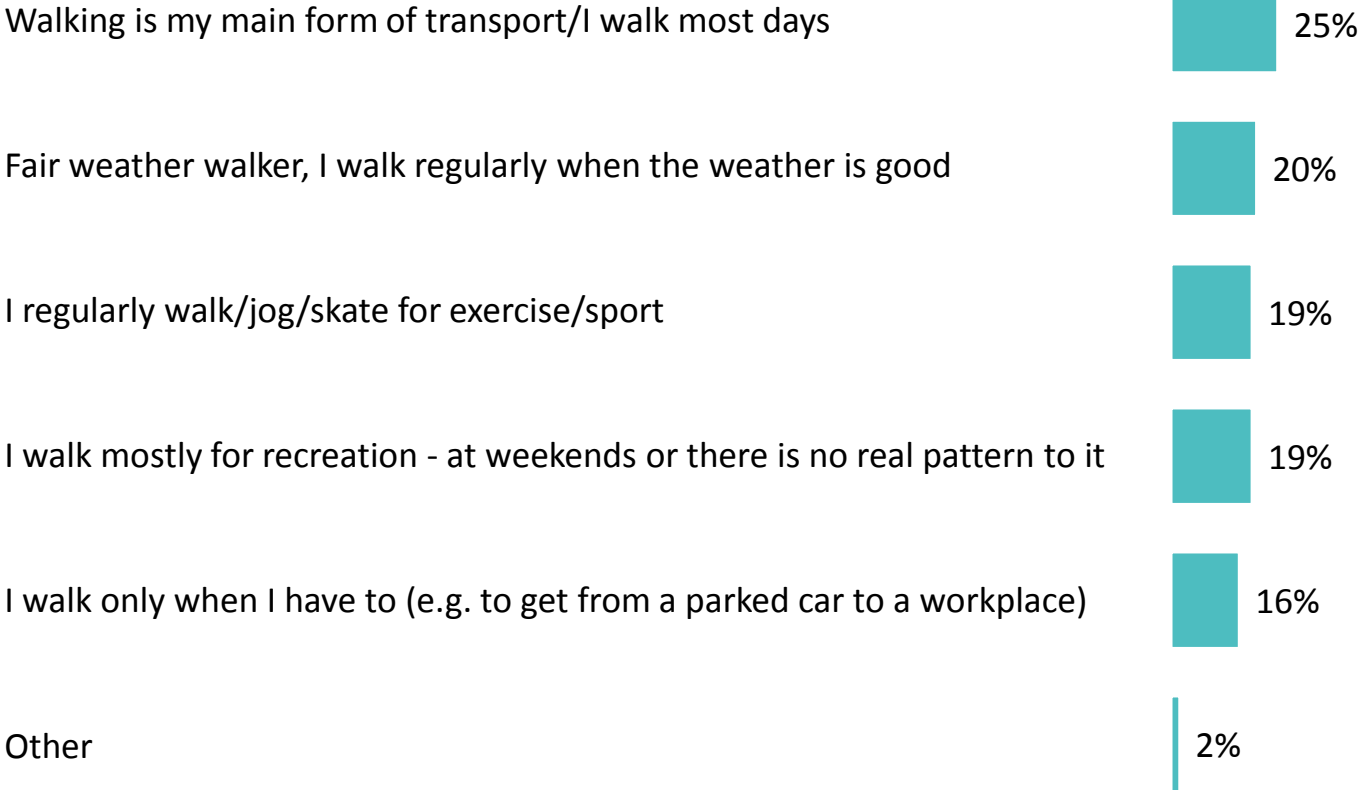 Walking is my main form of transport/I walk most days 25%
Fair weather walker, I walk regularly when the weather is good 20%
I regularly walk/jog/skate for exercise/sport 19%
I walk mostly for recreation - at weekends or there is no real pattern to it 19%
I walk only when I have to (e.g. to get from a parked car to a workplace) 16%
Other 2%